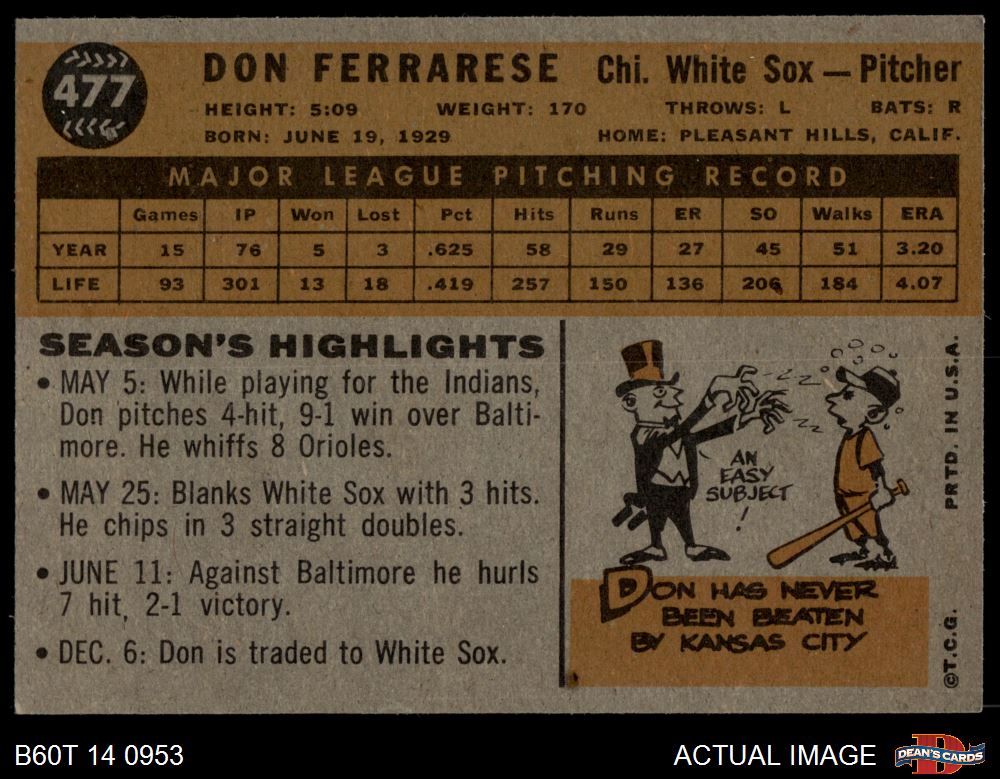 477
DON FERRARESE Chi. White Sox — Pitcher
HEIGHT: 5:09 WEIGHT: 170 THROWS: L BATS: R
BORN: JUNE 19, 1929 HOME: PLEASANT HILLS, CALIF.
MAJOR LEAGUE PITCHING RECORD
Games IP Won Lost Pct Hits Runs ER SO Walks ERA
YEAR 15 76 5 3 .625 58 29 27 45 51 3.20
LIFE 93 301 13 18 .419 257 150 136 206 184 4.07
SEASON'S HIGHLIGHTS
• MAY 5: While playing for the Indians,
Don pitches 4-hit, 9-1 win over Balti-
more. He whiffs 8 Orioles.
• MAY 25: Blanks White Sox with 3 hits.
He chips in 3 straight doubles.
• JUNE 11: Against Baltimore he hurls
7 hit, 2-1 victory.
• DEC. 6: Don is traded to White Sox.
AN
EASY
SUBJECT
!
DON HAS NEVER
BEEN BEATEN
BY KANSAS CITY
©T.C.G. PRTD. IN U.S.A.
B60T 14 0953 ACTUAL IMAGE
DEAN'S CARDS